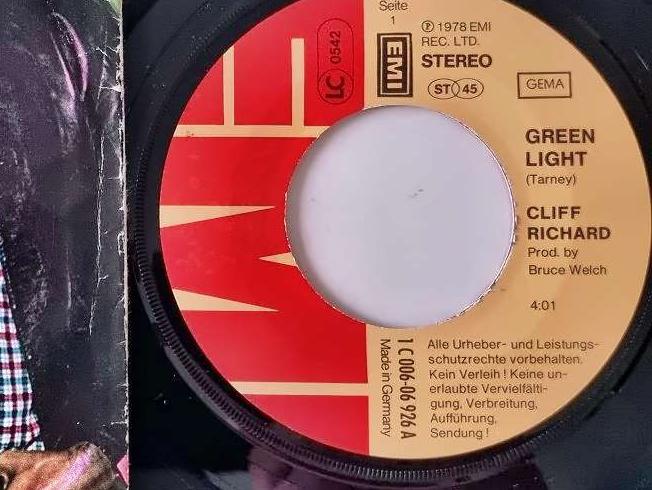 Seite
1
Ⓟ 1978 EMI
REC. LTD.
STEREO
EMI
LC 0542
ST 45
GEMA
GREEN
LIGHT
(Tarney)
CLIFF
RICHARD
Prod. by
Bruce Welch
4:01
1 C 006-06 926 A
Made in Germany
Alle Urheber- und Leistungs-
schutzrechte vorbehalten.
Kein Verleih! Keine un-
erlaubte Vervielfälti-
gung, Verbreitung,
Aufführung,
Sendung!
EMI